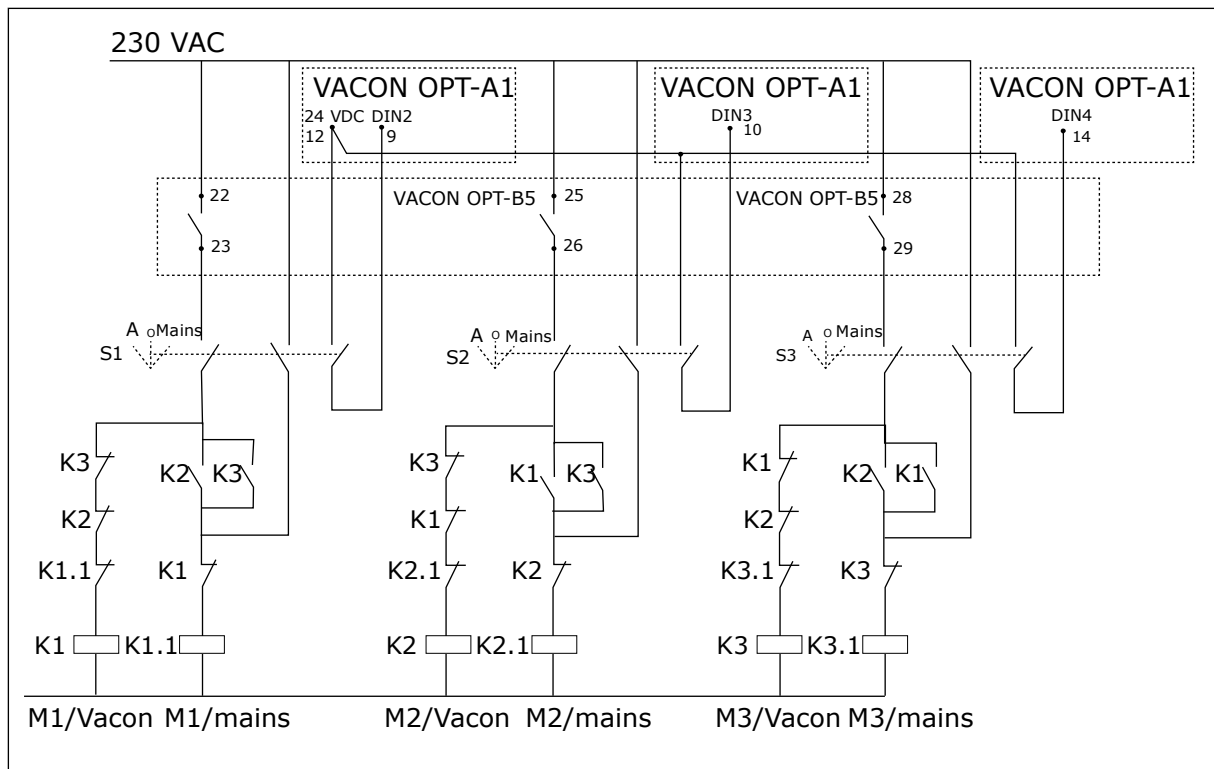 230 VAC
VACON OPT-A1
VACON OPT-A1
VACON OPT-A1
24 VDC DIN2
12
9
DIN3
10
DIN4
14
22
VACON OPT-B5
25
VACON OPT-B5
28
23
26
29
A O Mains
S1
A O Mains
S2
A O Mains
S3
K3
K2
K3
K3
K1
K3
K1
K2
K1
K2
K1
K2
K1.1
K1
K2.1
K2
K3.1
K3
K1
K1.1
K2
K2.1
K3
K3.1
M1/Vacon
M1/mains
M2/Vacon
M2/mains
M3/Vacon
M3/mains